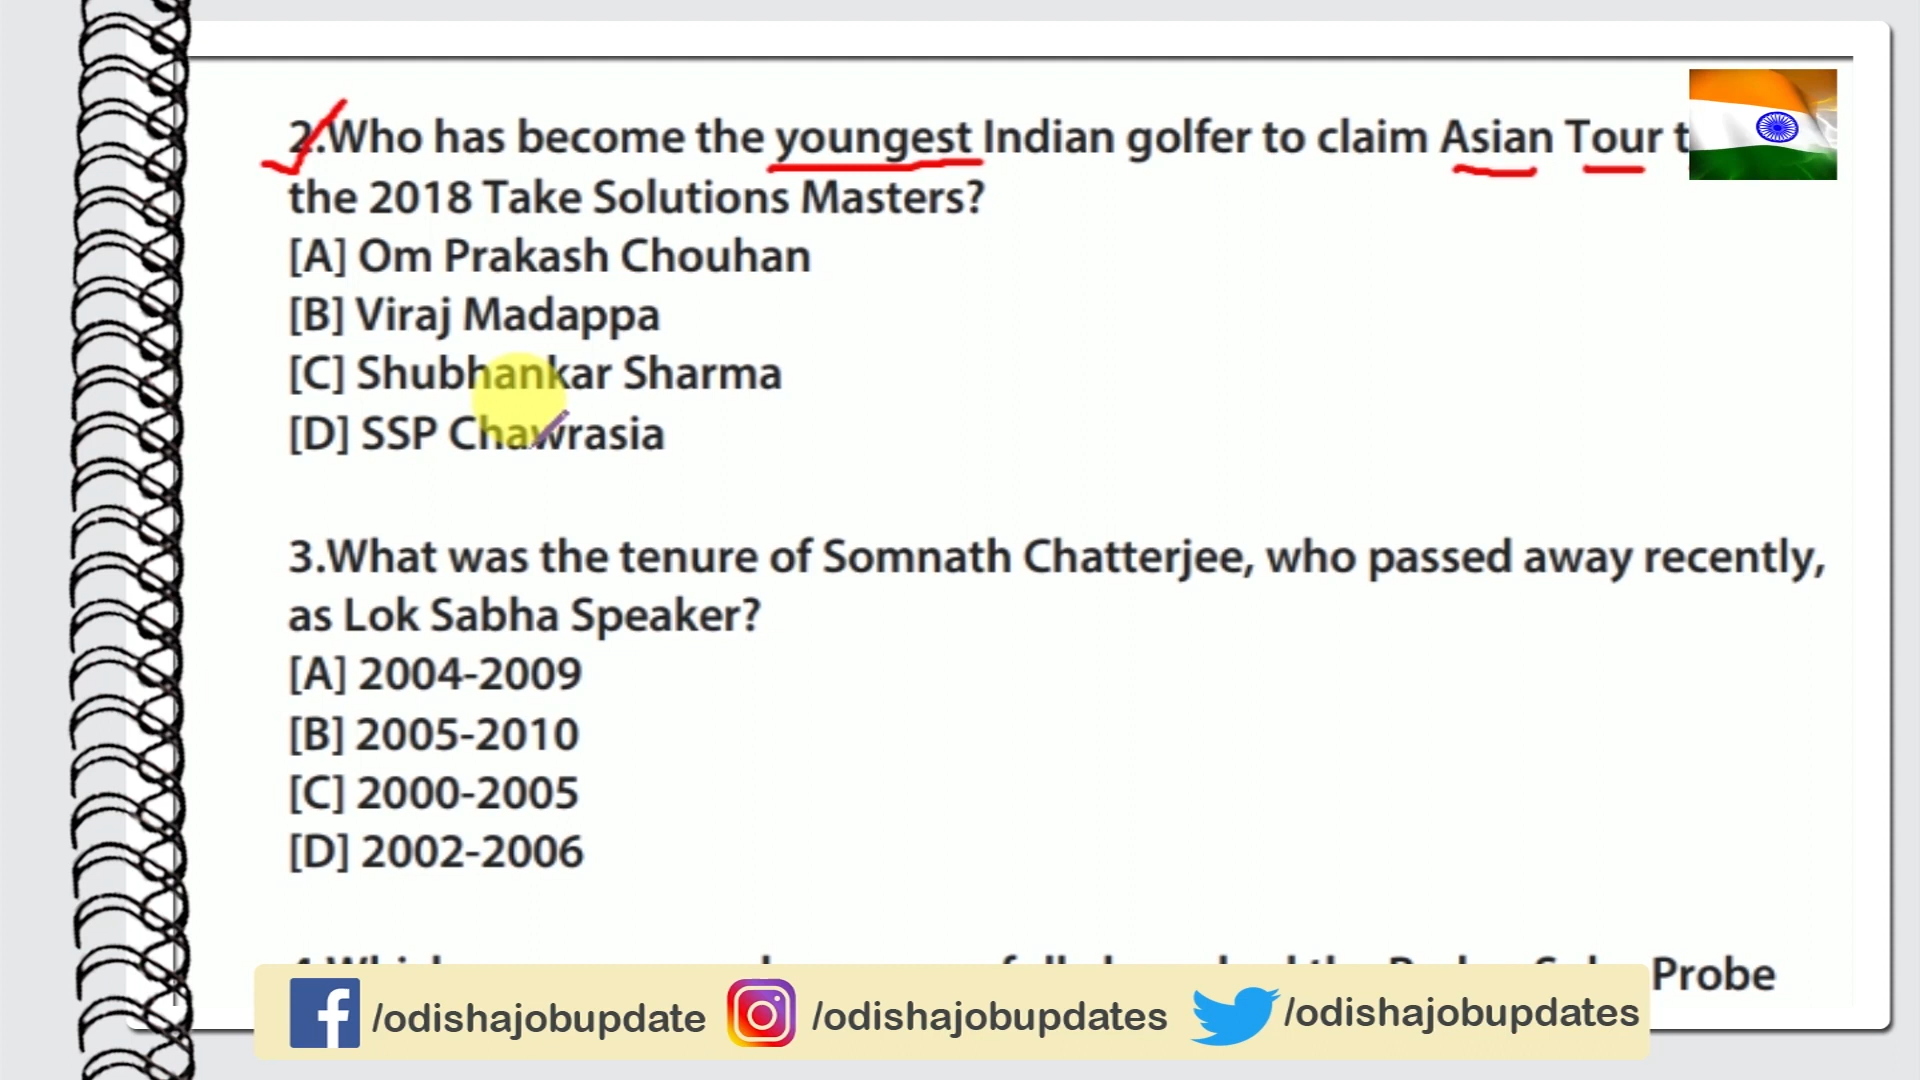 2.Who has become the youngest Indian golfer to claim Asian Tour
the 2018 Take Solutions Masters?
[A] Om Prakash Chouhan
[B] Viraj Madappa
[C] Shubhankar Sharma
[D] SSP Chawrasia
3.What was the tenure of Somnath Chatterjee, who passed away recently,
as Lok Sabha Speaker?
[A] 2004-2009
[B] 2005-2010
[C] 2000-2005
[D] 2002-2006
Probe
/odishajobupdate /odishajobupdates /odishajobupdates